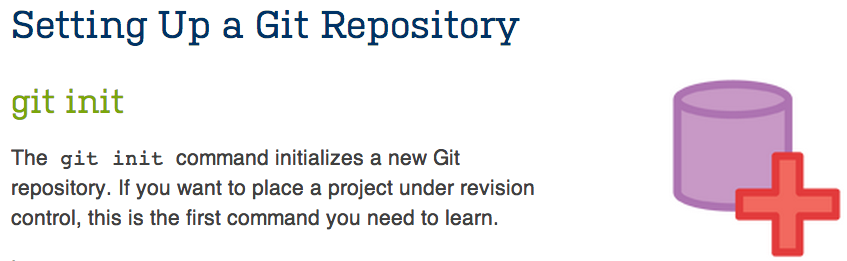 Setting Up a Git Repository
git init
The git init command initializes a new Git
repository. If you want to place a project under revision
control, this is the first command you need to learn.